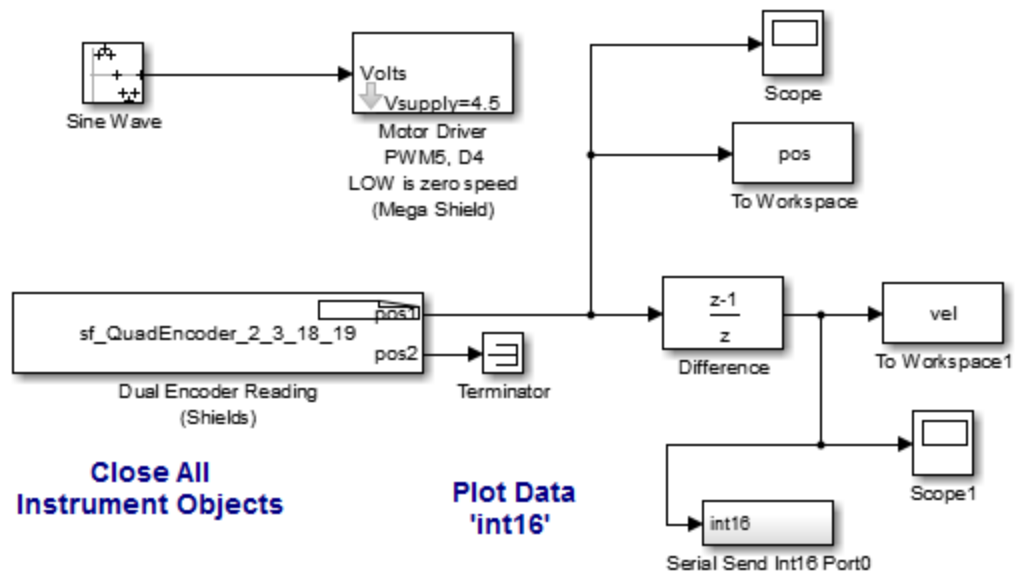 Sine Wave
Volts
Vsupply=4.5
Motor Driver
PWM5, D4
LOW is zero speed
(Mega Shield)
Scope
pos
To Workspace
sf_QuadEncoder_2_3_18_19
pos1
pos2
Dual Encoder Reading
(Shields)
Terminator
z-1
z
Difference
vel
To Workspace1
Scope1
int16
Serial Send Int16 Port0
Close All
Instrument Objects
Plot Data
'int16'